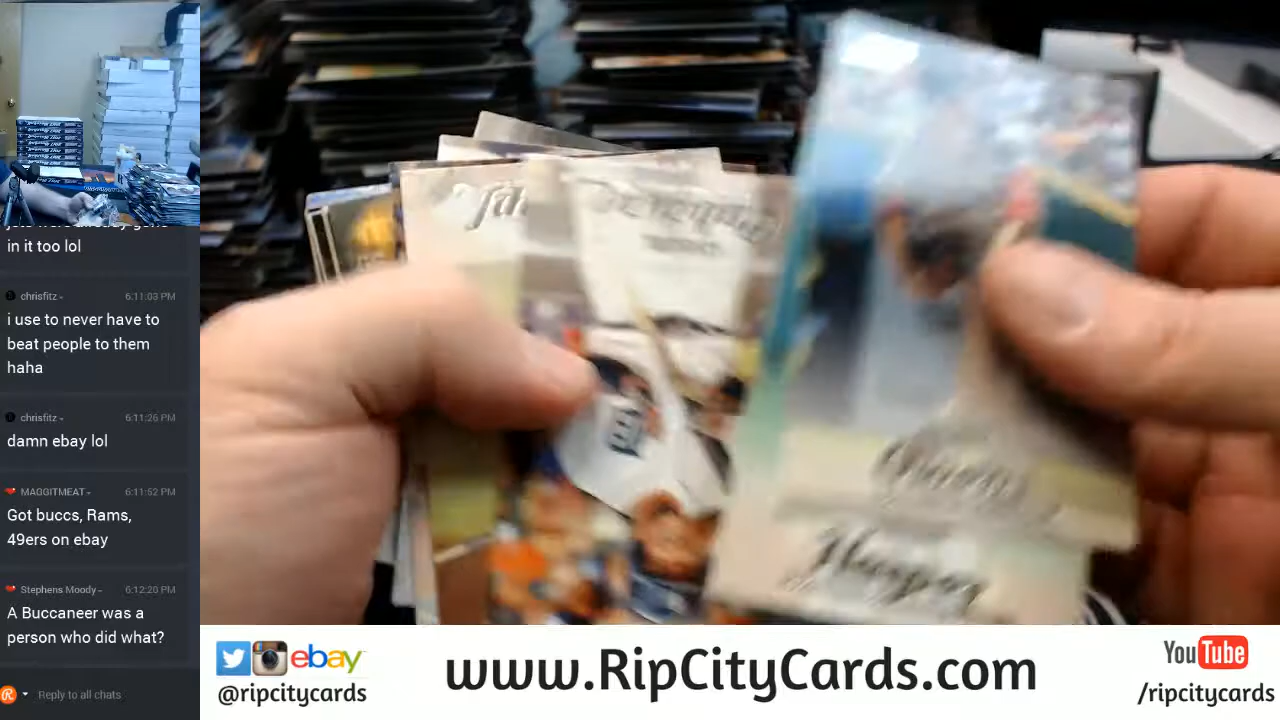 in it too lol
chrisfitz
6:11:03 PM
i use to never have to
beat people to them
haha
chrisfitz
6:11:26 PM
damn ebay lol
MAGGITMEAT
6:11:52 PM
Got buccs, Rams,
49ers on ebay
Stephens Moody
6:12:20 PM
A Buccaneer was a
person who did what?
Reply to all chats
Harper
ebay
@ripcitycards
www.RipCityCards.com
YouTube
/ripcitycards